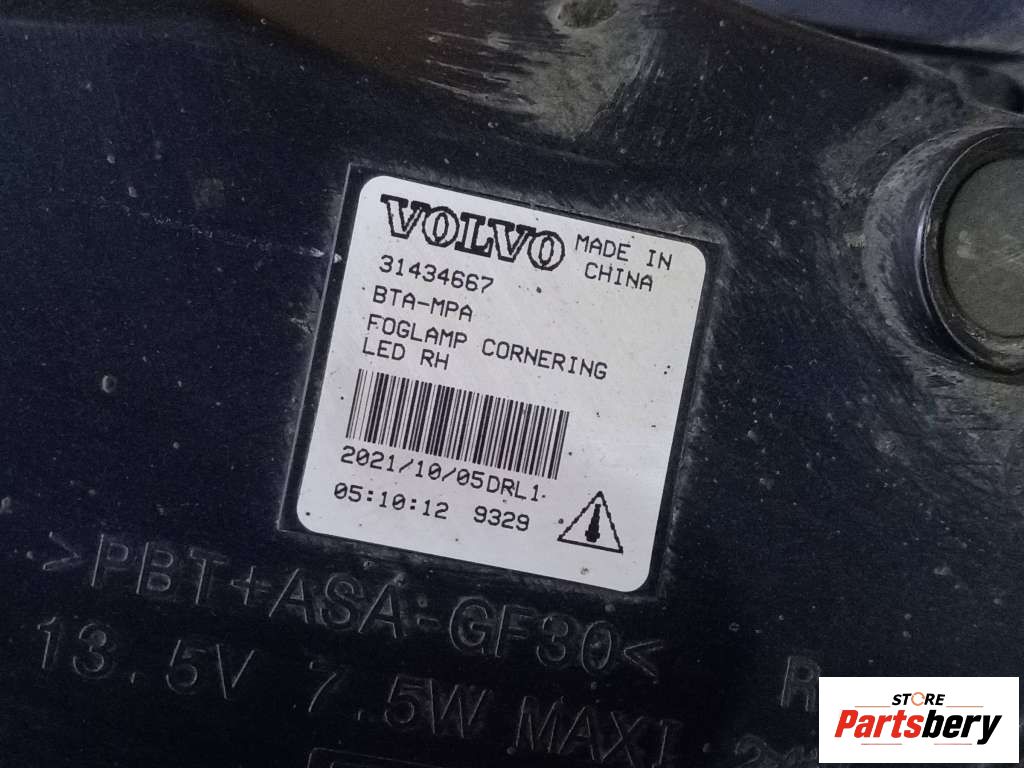 VOLVO
MADE IN
CHINA
31434667
BTA-MPA
FOGLAMP CORNERING
LED RH
2021/10/05DRL1
05:10:12 9329
>PBT+ASA-GF30<
13.5V 7.5W MAX
STORE
Partsbery